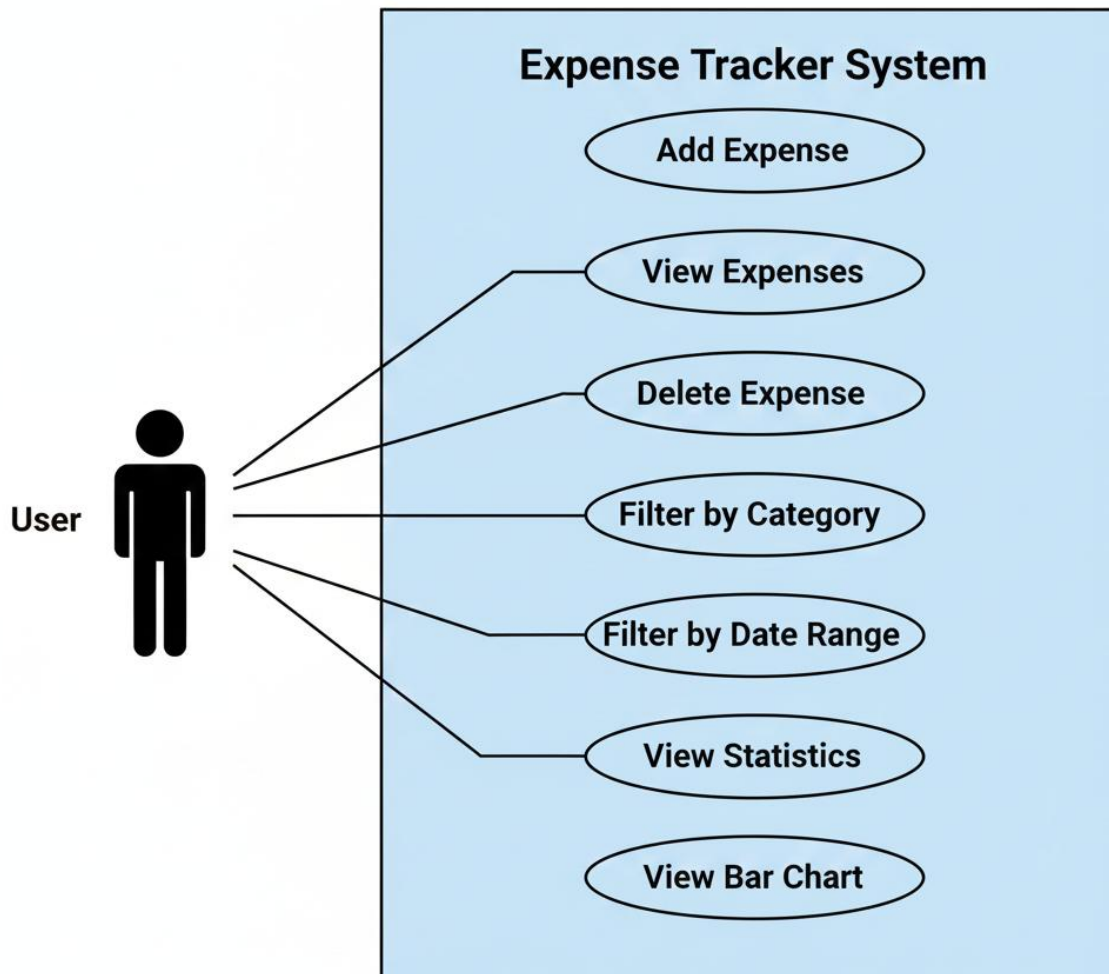 Expense Tracker System
Add Expense
View Expenses
Delete Expense
User
Filter by Category
Filter by Date Range
View Statistics
View Bar Chart